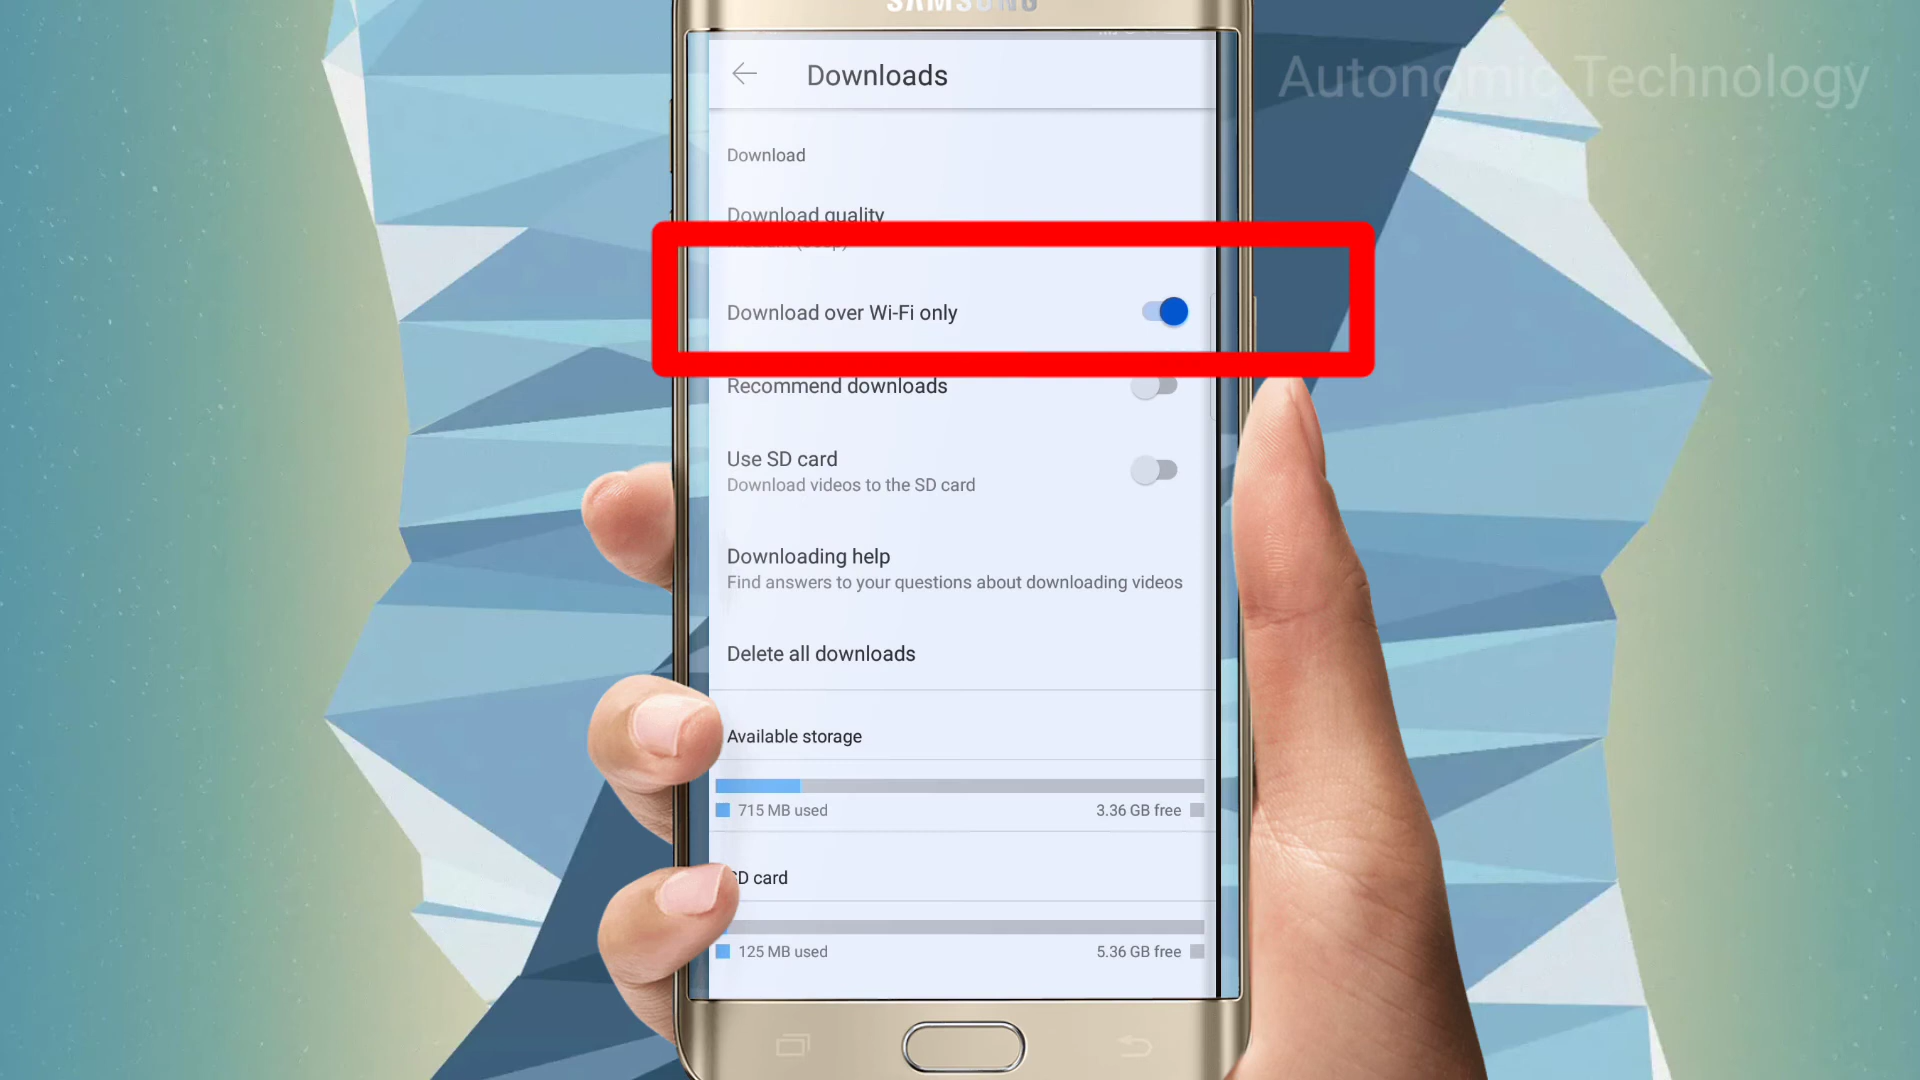 SAMSUNG
Autonomic Technology
Downloads
Download
Download quality
Download over Wi-Fi only
Recommend downloads
Use SD card
Download videos to the SD card
Downloading help
Find answers to your questions about downloading videos
Delete all downloads
Available storage
715 MB used
3.36 GB free
SD card
125 MB used
5.36 GB free